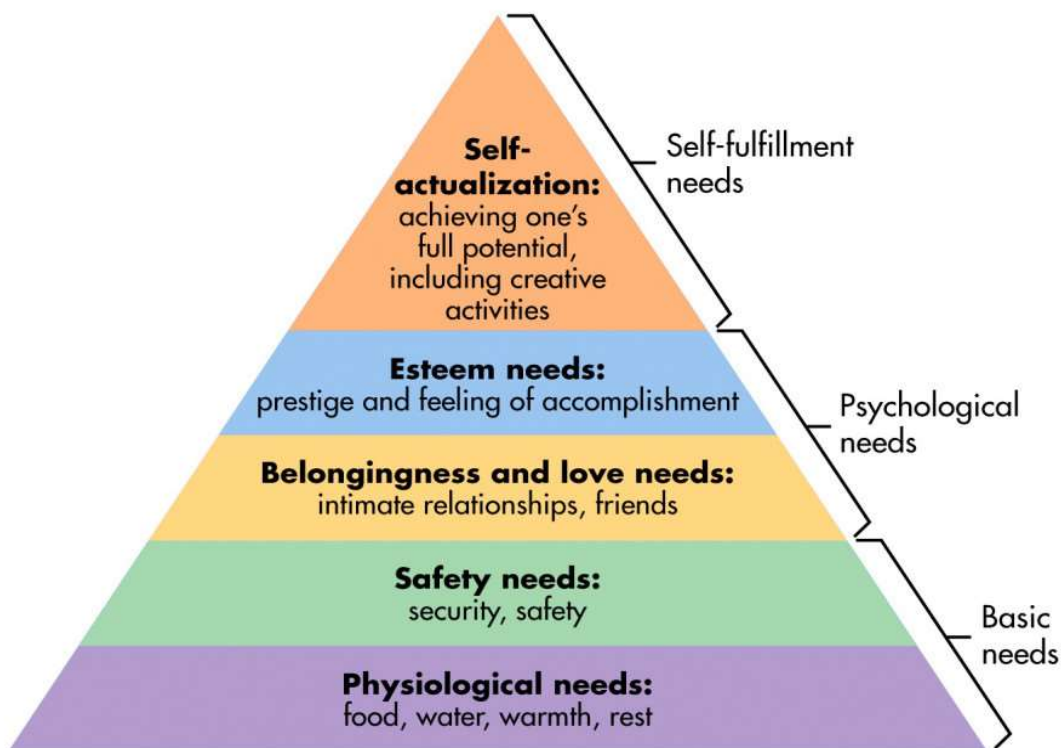 Self-
actualization:
achieving one's
full potential,
including creative
activities
Self-fulfillment
needs
Esteem needs:
prestige and feeling of accomplishment
Psychological
needs
Belongingness and love needs:
intimate relationships, friends
Safety needs:
security, safety
Basic
needs
Physiological needs:
food, water, warmth, rest